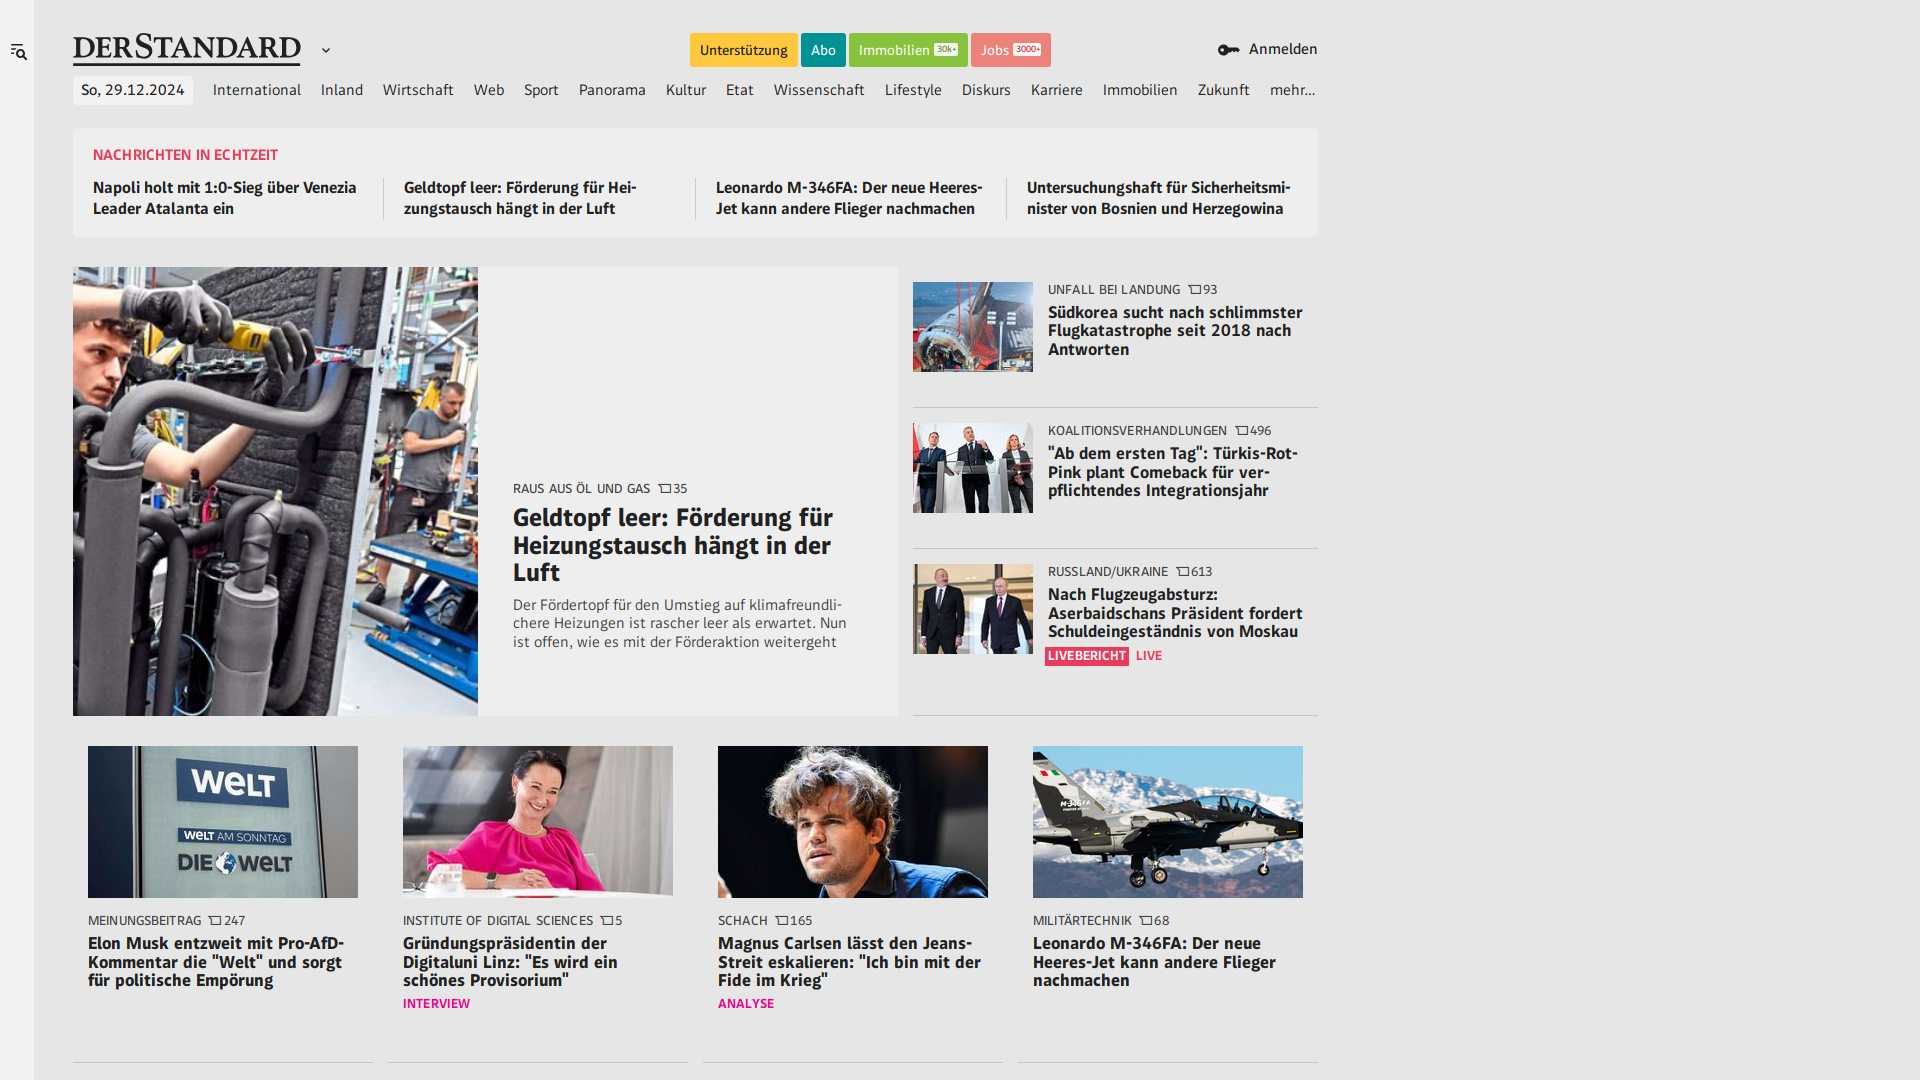 DERSTANDARD
Unterstützung
Abo
Immobilien 30k+
Jobs 3000+
Anmelden
So, 29.12.2024
International
Inland
Wirtschaft
Web
Sport
Panorama
Kultur
Etat
Wissenschaft
Lifestyle
Diskurs
Karriere
Immobilien
Zukunft
mehr...
NACHRICHTEN IN ECHTZEIT
Napoli holt mit 1:0-Sieg über Venezia
Leader Atalanta ein
Geldtopf leer: Förderung für Hei-
zungstausch hängt in der Luft
Leonardo M-346FA: Der neue Heeres-
Jet kann andere Flieger nachmachen
Untersuchungshaft für Sicherheitsmi-
nister von Bosnien und Herzegowina
RAUS AUS ÖL UND GAS 35
Geldtopf leer: Förderung für
Heizungstausch hängt in der
Luft
Der Fördertopf für den Umstieg auf klimafreundli-
chere Heizungen ist rascher leer als erwartet. Nun
ist offen, wie es mit der Förderaktion weitergeht
UNFALL BEI LANDUNG 93
Südkorea sucht nach schlimmster
Flugkatastrophe seit 2018 nach
Antworten
KOALITIONSVERHANDLUNGEN 496
"Ab dem ersten Tag": Türkis-Rot-
Pink plant Comeback für ver-
pflichtendes Integrationsjahr
RUSSLAND/UKRAINE 613
Nach Flugzeugabsturz:
Aserbaidschans Präsident fordert
Schuldeingeständnis von Moskau
LIVEBERICHT LIVE
WELT
WELT AM SONNTAG
DIE WELT
MEINUNGSBEITRAG 247
Elon Musk entzweit mit Pro-AfD-
Kommentar die "Welt" und sorgt
für politische Empörung
INSTITUTE OF DIGITAL SCIENCES 5
Gründungspräsidentin der
Digitaluni Linz: "Es wird ein
schönes Provisorium"
INTERVIEW
SCHACH 165
Magnus Carlsen lässt den Jeans-
Streit eskalieren: "Ich bin mit der
Fide im Krieg"
ANALYSE
M-346FA
MILITÄRTECHNIK 68
Leonardo M-346FA: Der neue
Heeres-Jet kann andere Flieger
nachmachen